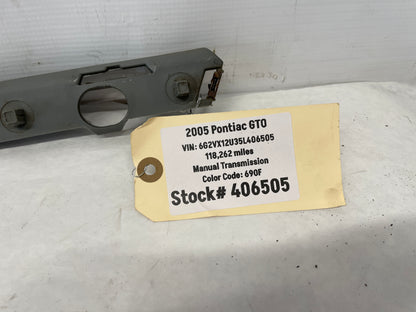 2005 Pontiac GTO
VIN: 6G2VX12U35L406505
118,262 miles
Manual Transmission
Color Code: 690F
Stock# 406505